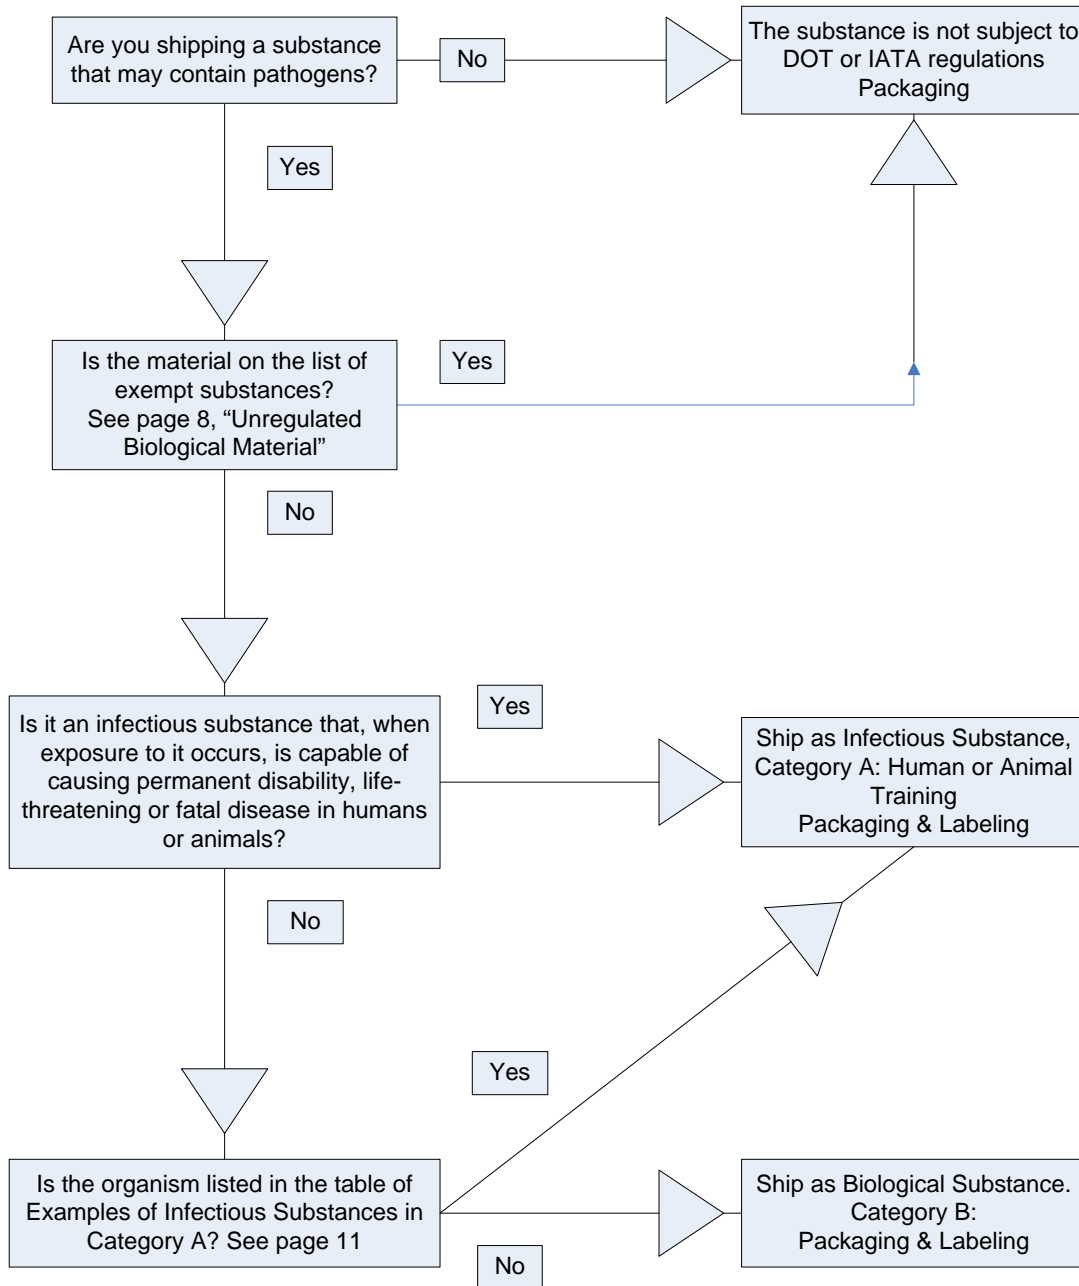 Are you shipping a substance
that may contain pathogens?
No
The substance is not subject to
DOT or IATA regulations
Packaging
Yes
Is the material on the list of
exempt substances?
See page 8, “Unregulated
Biological Material”
Yes
No
Is it an infectious substance that, when
exposure to it occurs, is capable of
causing permanent disability, life-
threatening or fatal disease in humans
or animals?
Yes
Ship as Infectious Substance,
Category A: Human or Animal
Training
Packaging & Labeling
No
Yes
Is the organism listed in the table of
Examples of Infectious Substances in
Category A? See page 11
No
Ship as Biological Substance.
Category B:
Packaging & Labeling